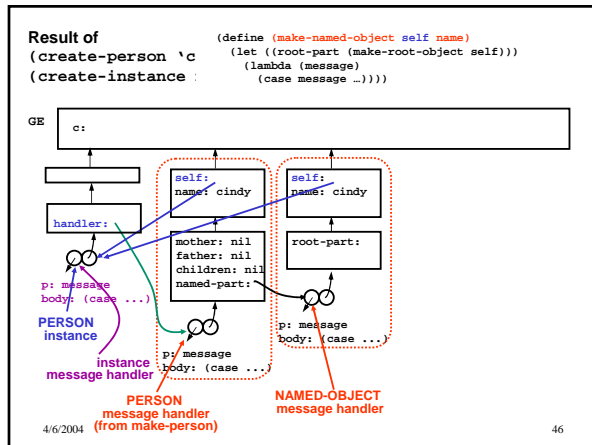 Result of
(create-person ‘c
(create-instance
(define (make-named-object self name)
(let ((root-part (make-root-object self)))
(lambda (message)
(case message …))))
GE
c:
handler:
p: message
body: (case ...)
PERSON
instance
instance
message handler
self:
name: cindy
mother: nil
father: nil
children: nil
named-part:
p: message
body: (case ...)
PERSON
message handler
(from make-person)
self:
name: cindy
root-part:
p: message
body: (case ...)
NAMED-OBJECT
message handler
4/6/2004
46